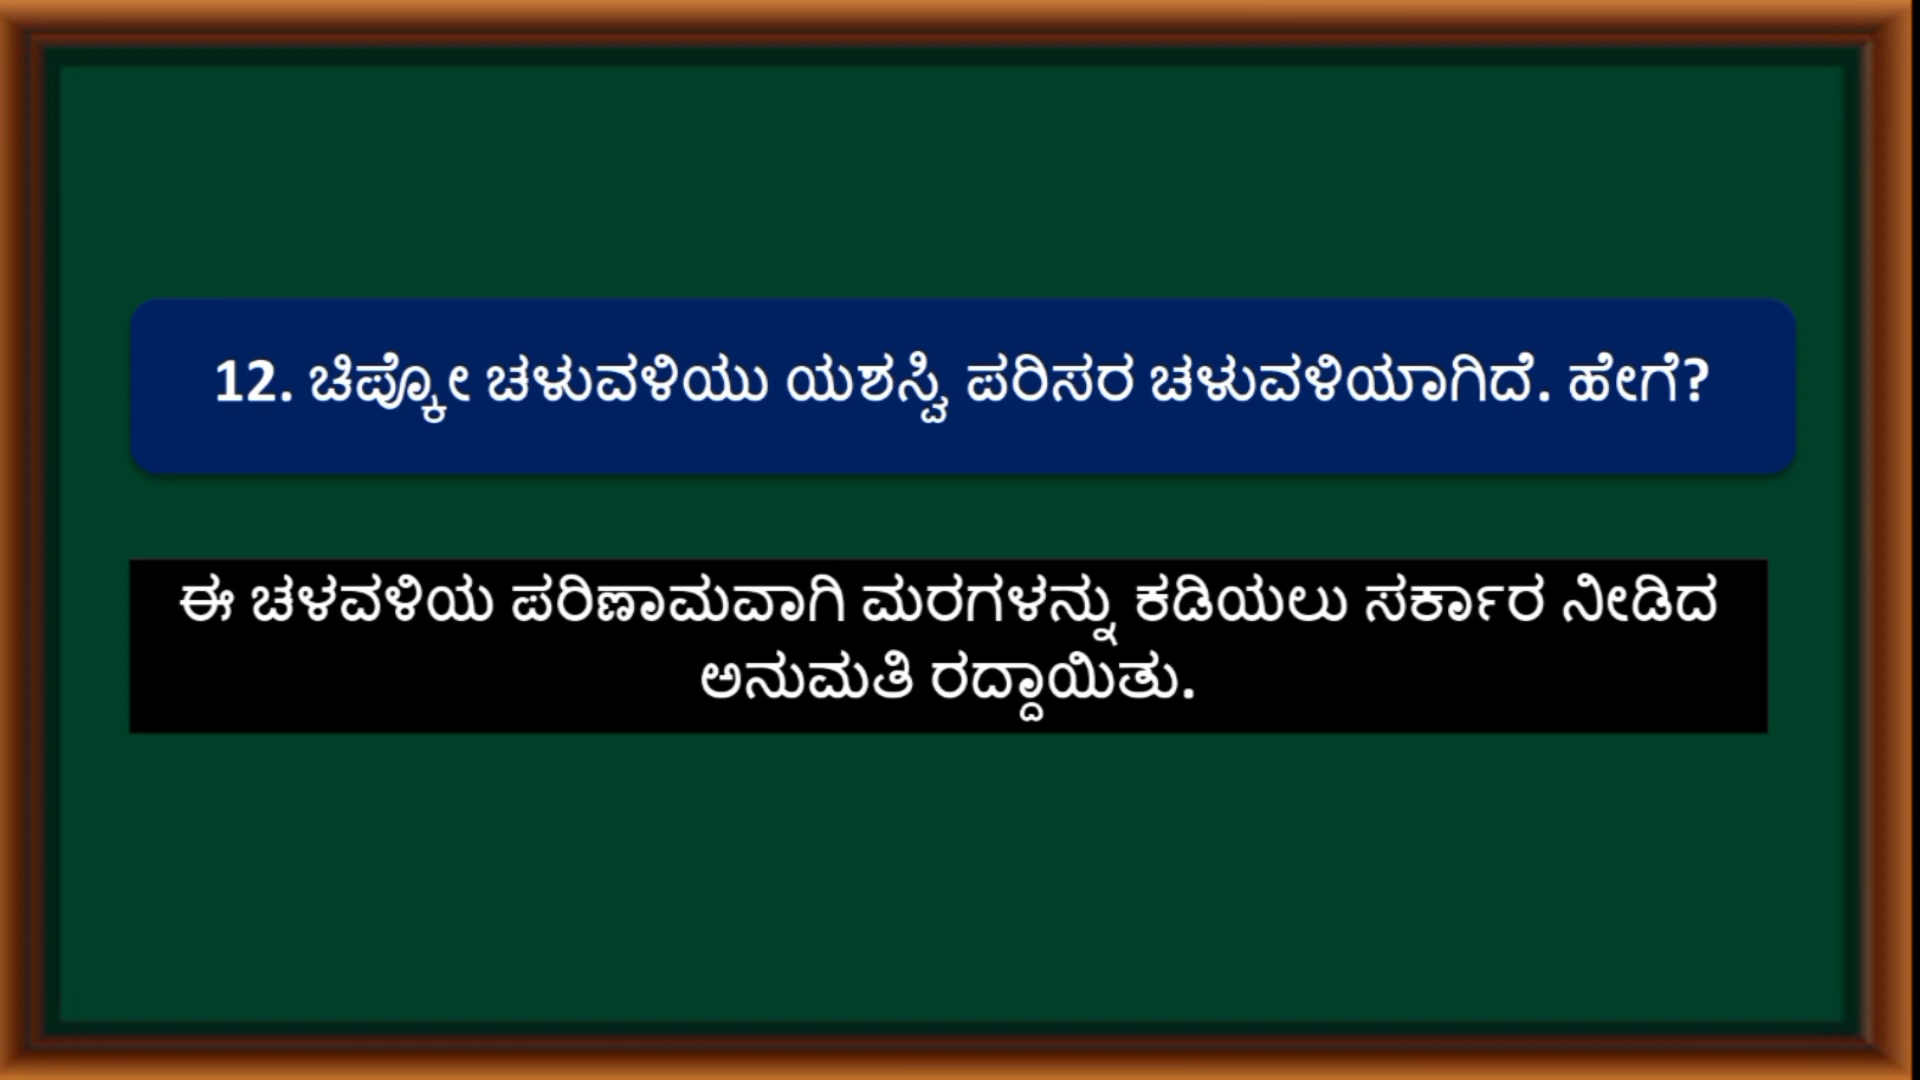 12. ಚಿಪ್ಕೋ ಚಳುವಳಿಯು ಯಶಸ್ವಿ ಪರಿಸರ ಚಳುವಳಿಯಾಗಿದೆ. ಹೇಗೆ?
ಈ ಚಳವಳಿಯ ಪರಿಣಾಮವಾಗಿ ಮರಗಳನ್ನು ಕಡಿಯಲು ಸರ್ಕಾರ ನೀಡಿದ
ಅನುಮತಿ ರದ್ದಾಯಿತು.